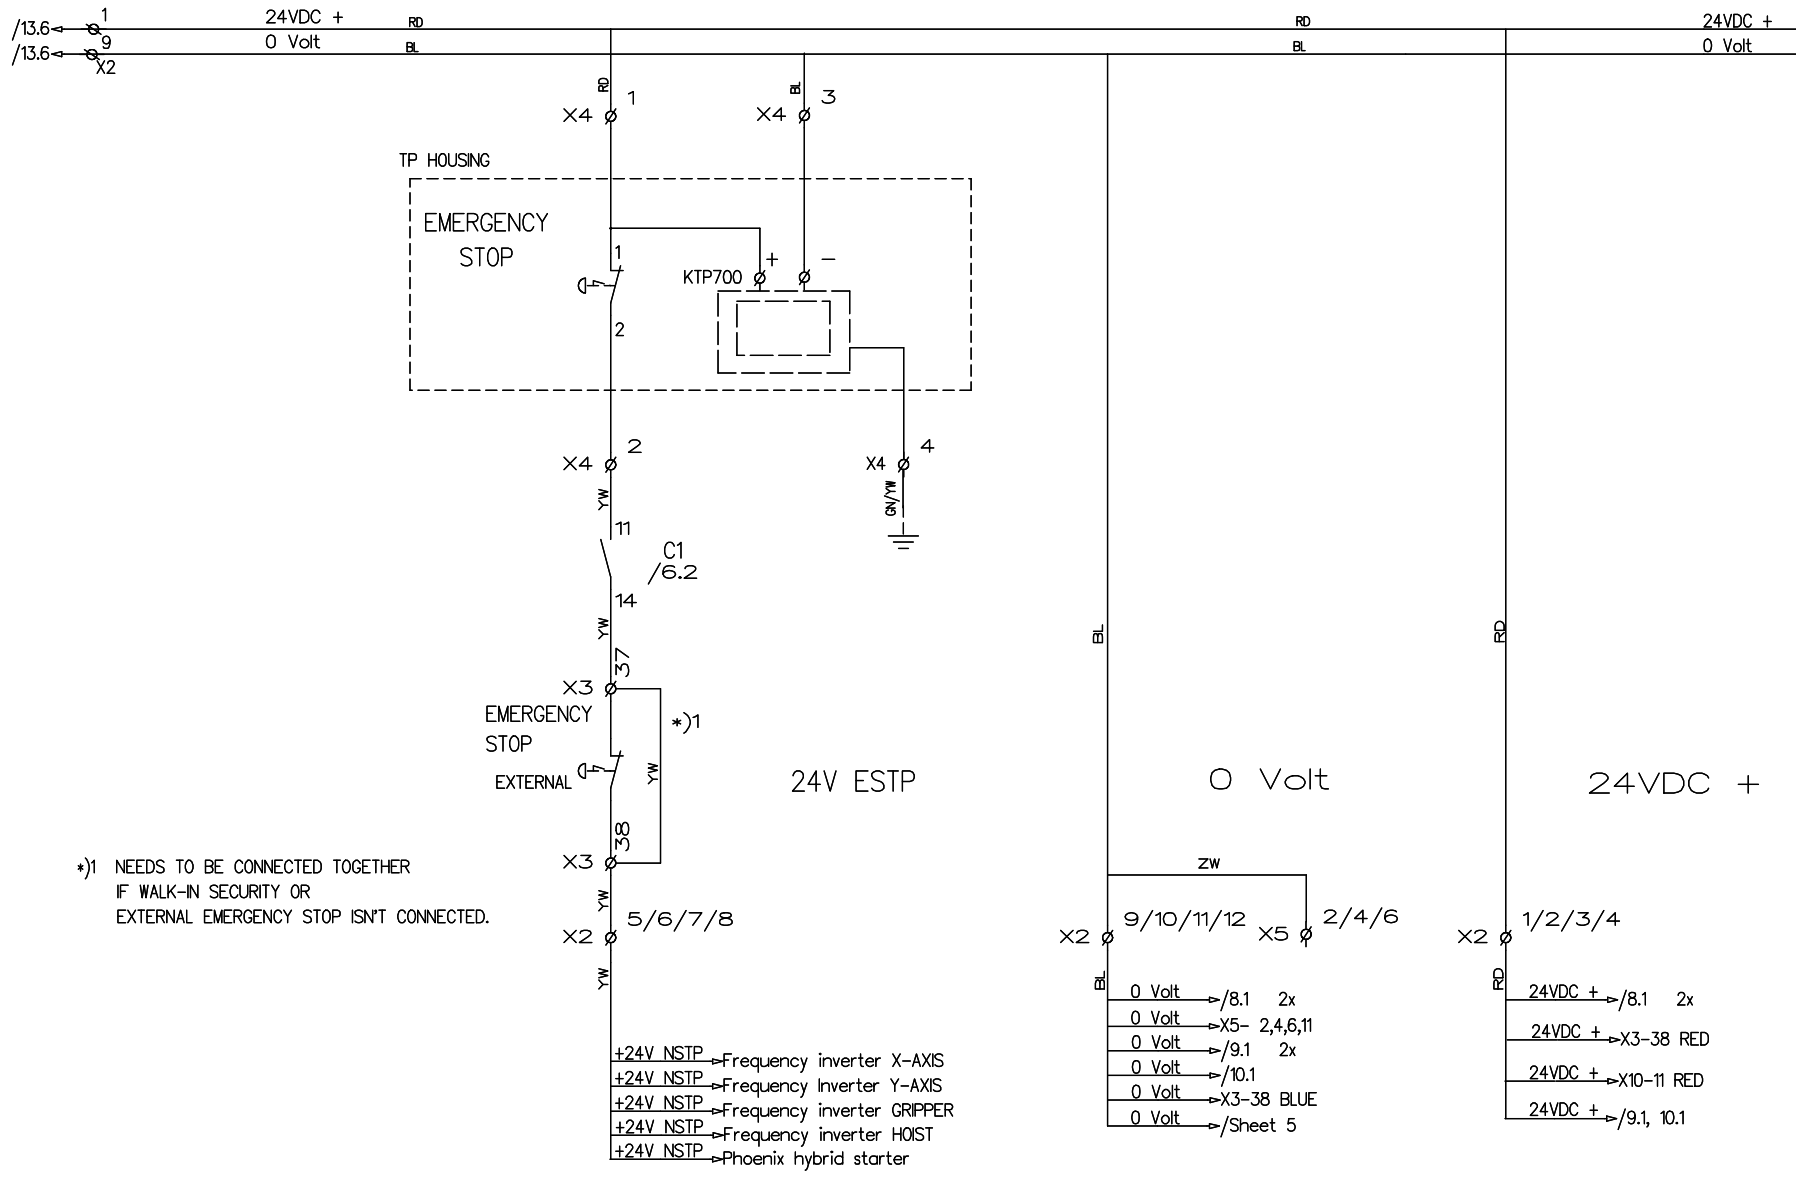 /13.6
1
24VDC +
RD
RD
24VDC +
/13.6
9
0 Volt
BL
BL
0 Volt
X2
RD
X4
1
BL
X4
3
TP HOUSING
EMERGENCY
STOP
1
2
KTP700
+
−
X4
2
X4
4
YW
GN/YW
11
C1
/6.2
14
YW
BL
RD
37
X3
EMERGENCY
STOP
EXTERNAL
*)1
YW
24V ESTP
0 Volt
24VDC +
38
X3
*)1 NEEDS TO BE CONNECTED TOGETHER
IF WALK-IN SECURITY OR
EXTERNAL EMERGENCY STOP ISN'T CONNECTED.
YW
ZW
X2
5/6/7/8
X2
9/10/11/12
X5
2/4/6
X2
1/2/3/4
YW
BL
RD
+24V NSTP Frequency inverter X-AXIS
+24V NSTP Frequency Inverter Y-AXIS
+24V NSTP Frequency inverter GRIPPER
+24V NSTP Frequency inverter HOIST
+24V NSTP Phoenix hybrid starter
0 Volt /8.1 2x
0 Volt X5- 2,4,6,11
0 Volt /9.1 2x
0 Volt /10.1
0 Volt X3-38 BLUE
0 Volt /Sheet 5
24VDC + /8.1 2x
24VDC + X3-38 RED
24VDC + X10-11 RED
24VDC + /9.1, 10.1